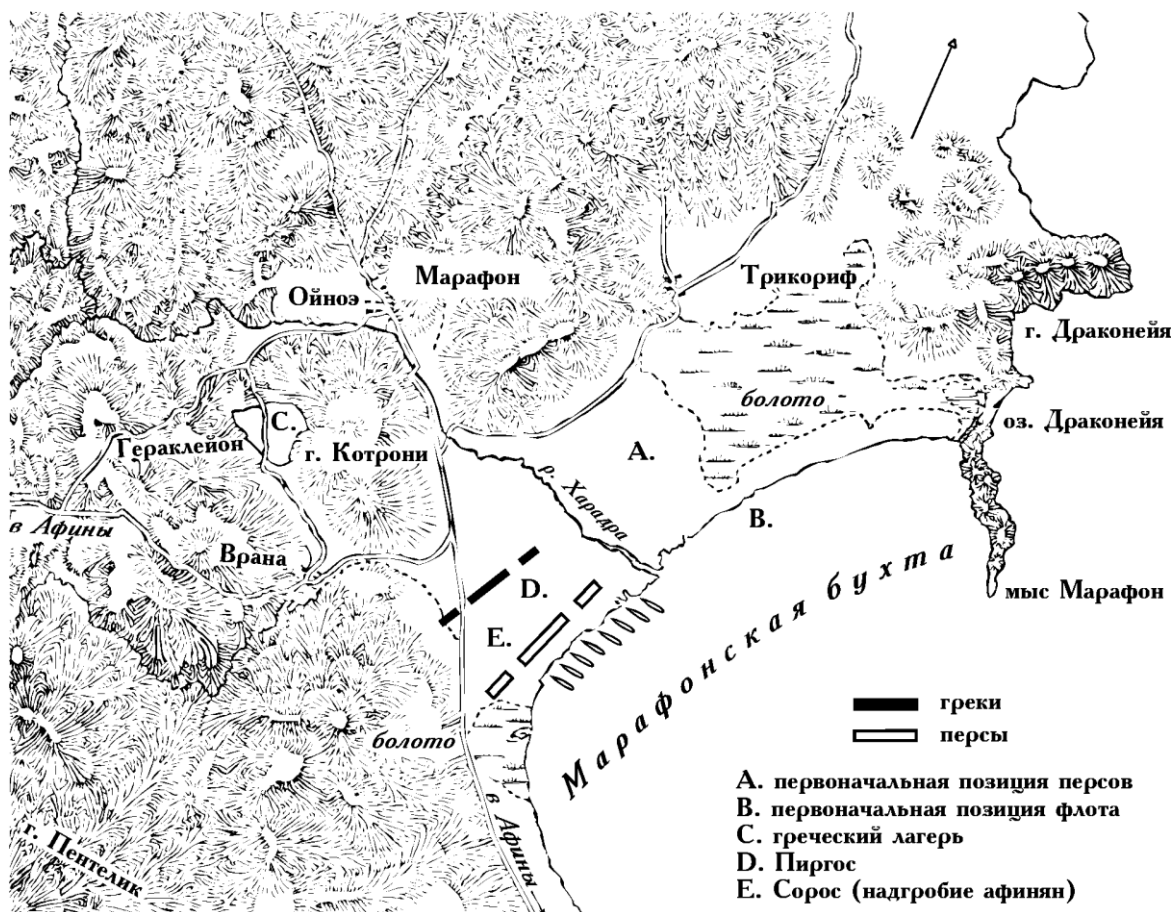 Марафон
Ойноэ
Трикориф
г. Драконейя
болото
оз. Драконейя
С.
Гераклейон
г. Котрони
А.
р. Харадра
В.
в Афины
Врана
D.
мыс Марафон
Е.
Марафонская бухта
греки
болото
персы
в Афины
г. Пентелик
А. первоначальная позиция персов
В. первоначальная позиция флота
С. греческий лагерь
D. Пиргос
Е. Сорос (надгробие афинян)